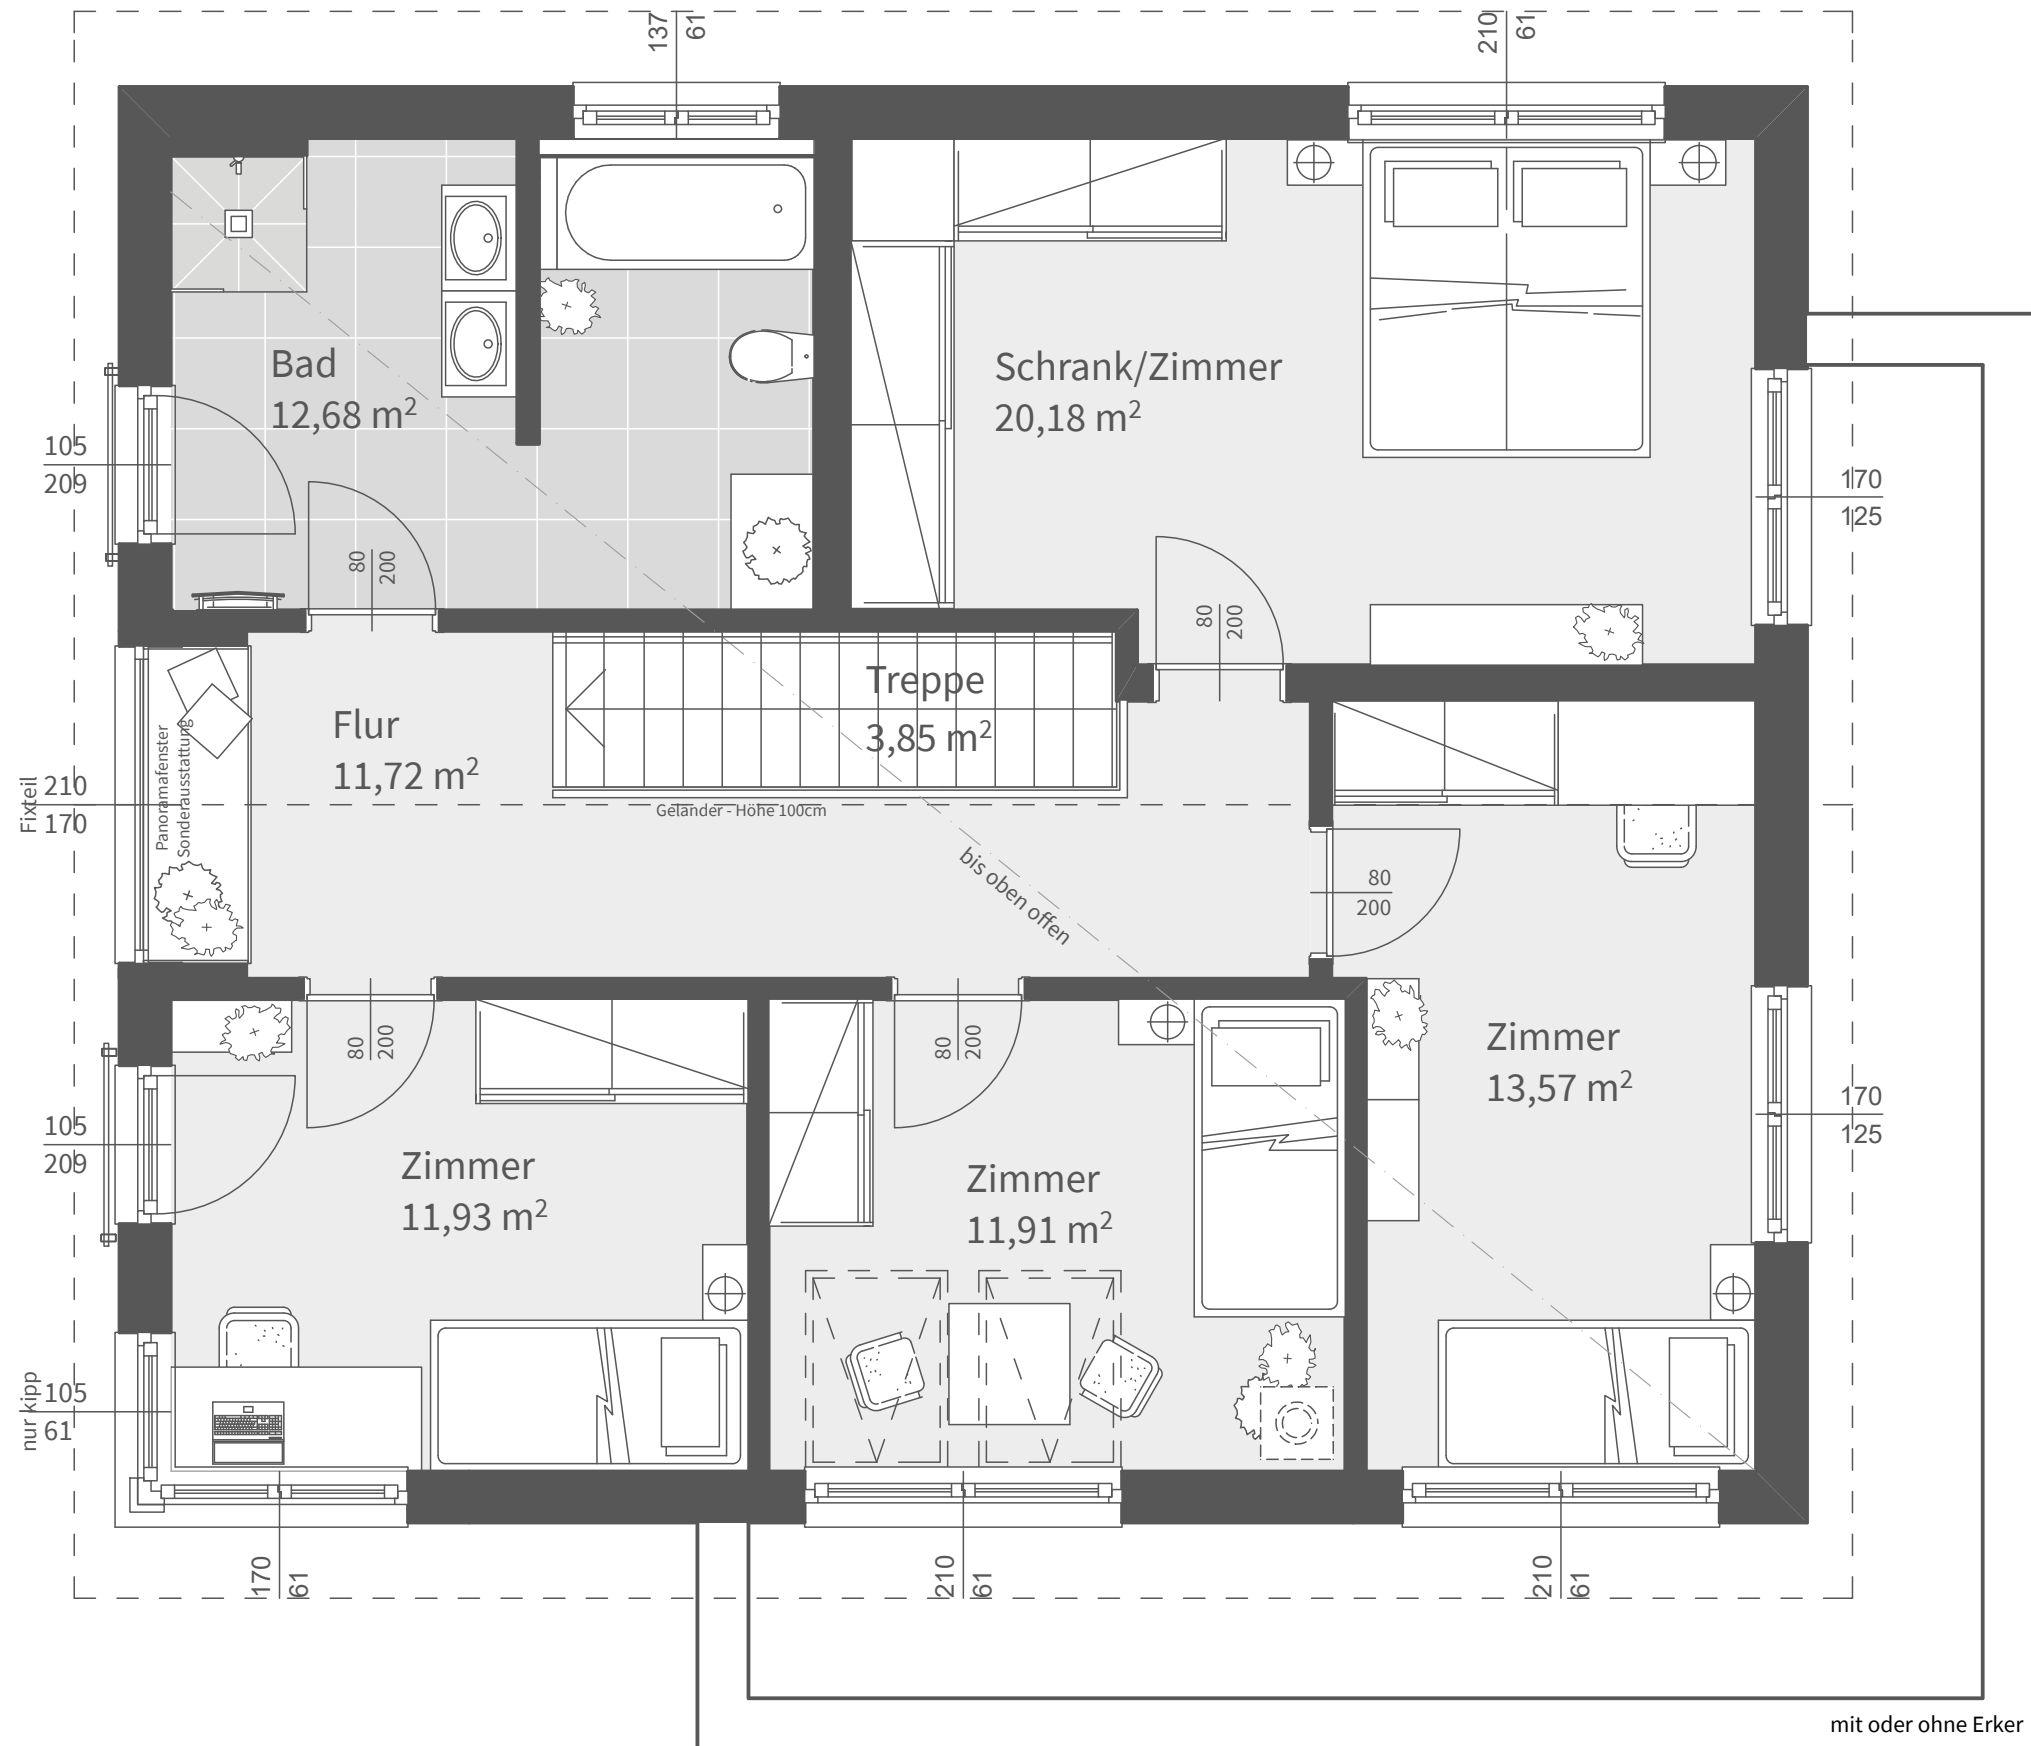 137
61
210
61
Bad
12,68 m²
Schrank/Zimmer
20,18 m²
105
209
170
125
80
200
80
200
Treppe
3,85 m²
Flur
11,72 m²
Panoramafenster
Sonderausstattung
Fixteil
210
170
Geländer - Höhe 100cm
bis oben offen
80
200
80
200
80
200
Zimmer
13,57 m²
105
209
170
125
Zimmer
11,93 m²
Zimmer
11,91 m²
nur kipp
105
61
170
61
210
61
210
61
mit oder ohne Erker